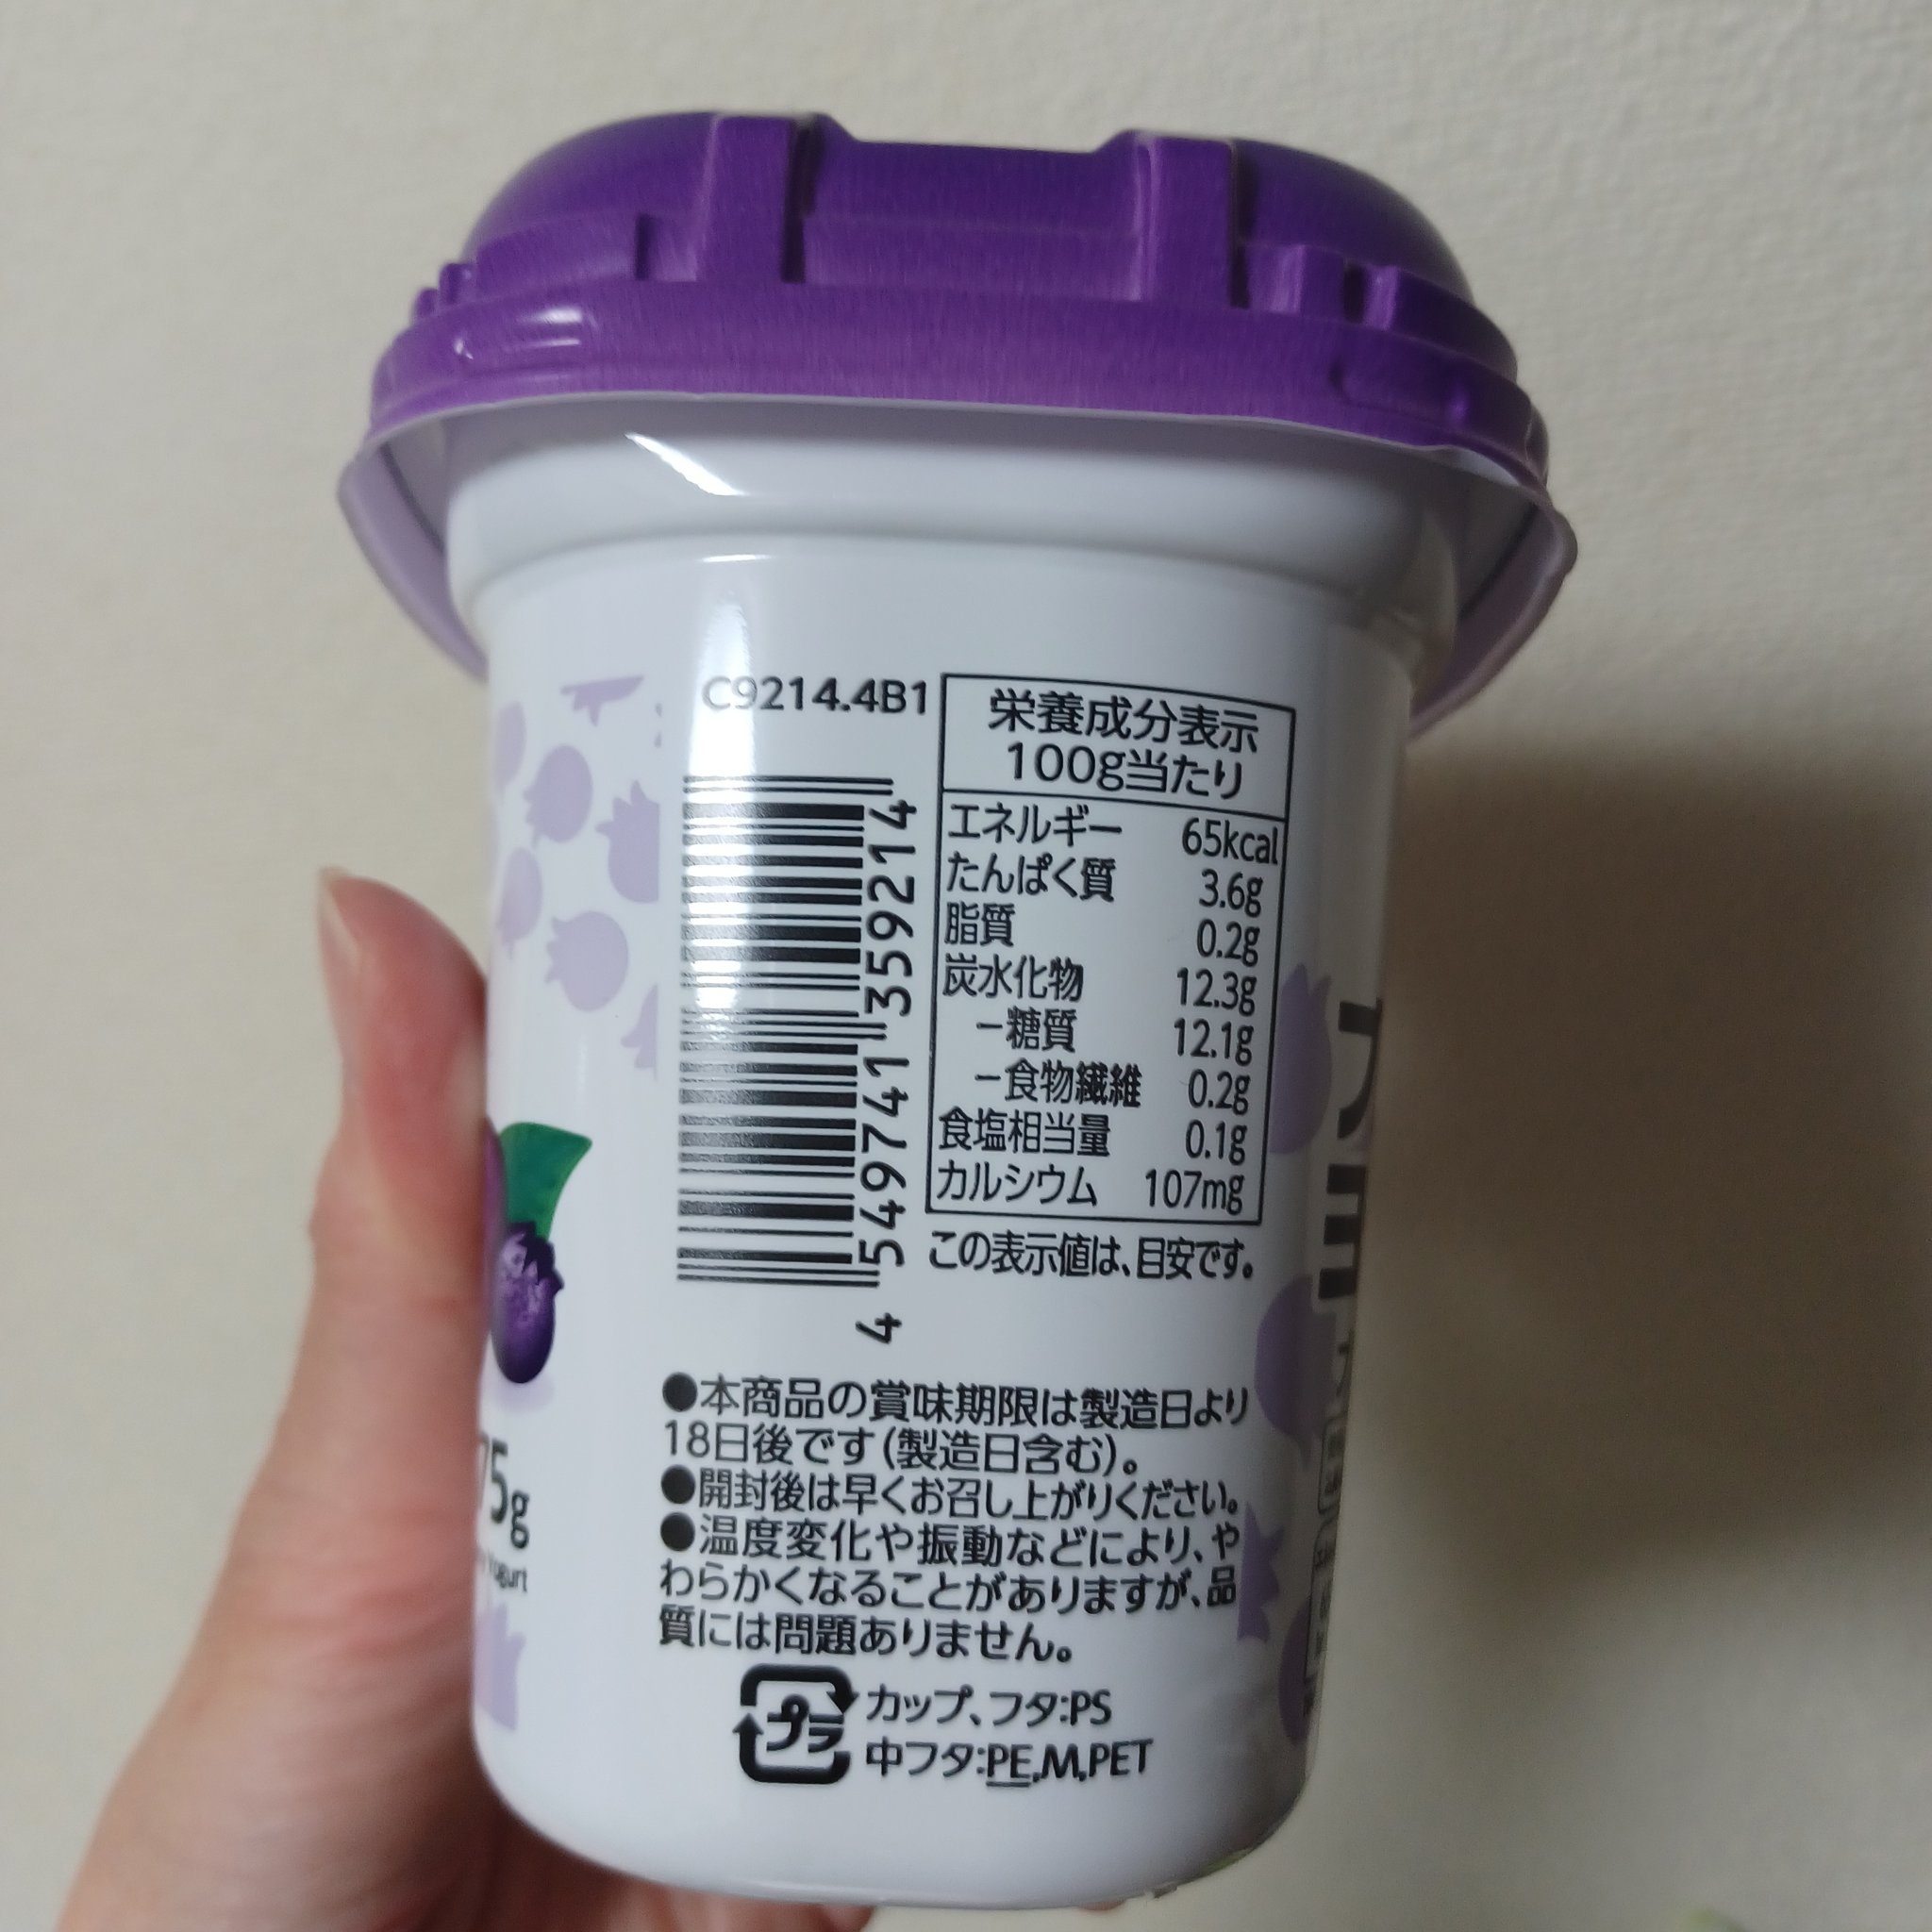 C9214.4B1
栄養成分表示
100g当たり
エネルギー 65kcal
たんぱく質 3.6g
脂質 0.2g
炭水化物 12.3g
－糖質 12.1g
－食物繊維 0.2g
食塩相当量 0.1g
カルシウム 107mg
この表示値は、目安です。
4 549741 359214
●本商品の賞味期限は製造日より
18日後です(製造日含む)。
●開封後は早くお召し上がりください。
●温度変化や振動などにより、や
わらかくなることがありますが、品
質には問題ありません。
プラ
カップ、フタ:PS
中フタ:PE,M,PET
75g
Yogurt